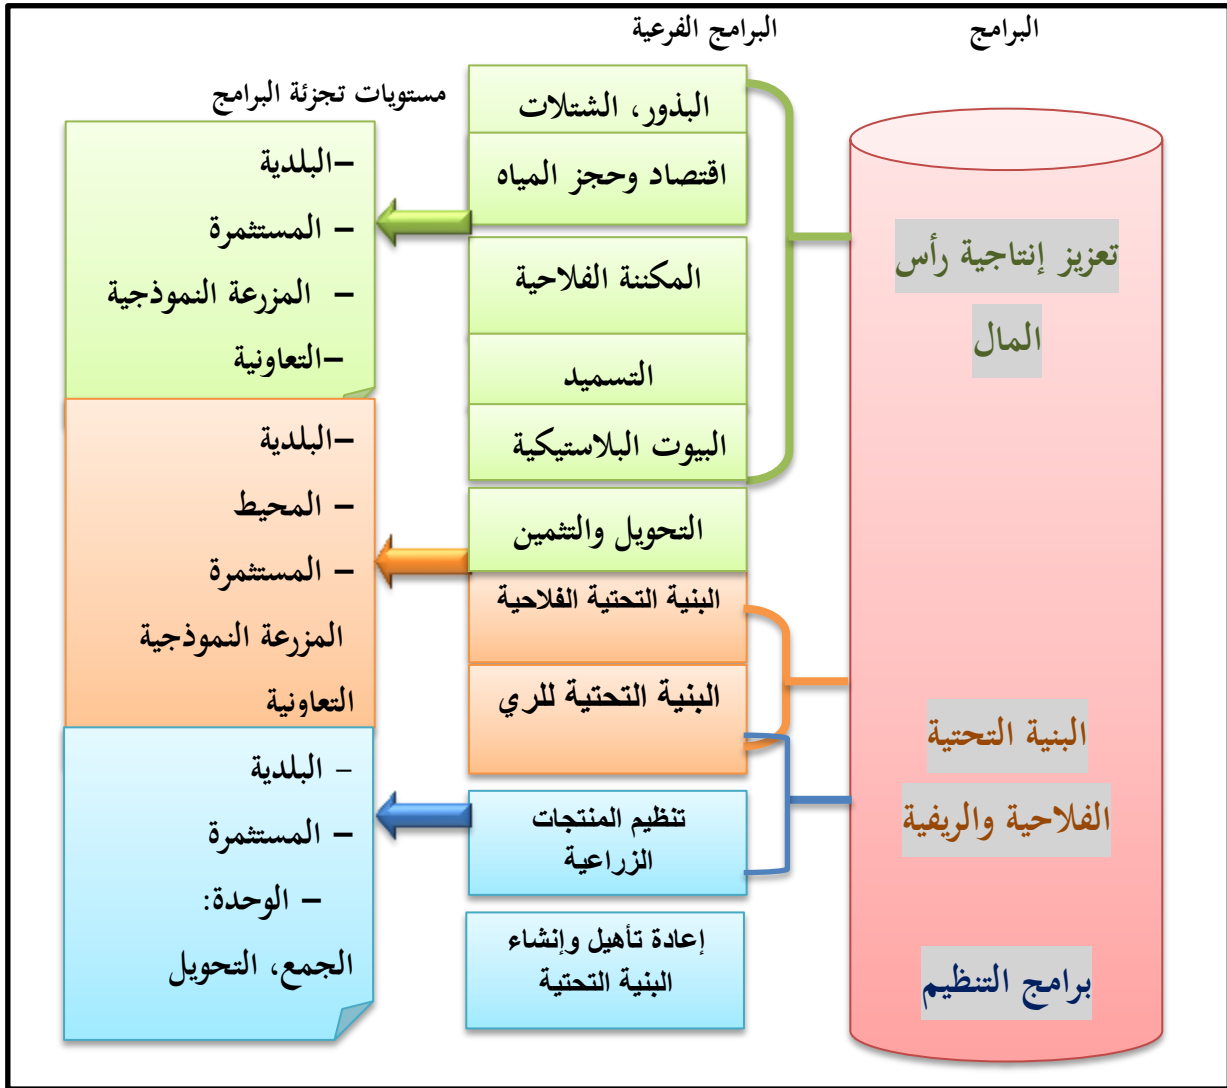 البرامج
البرامج الفرعية
مستويات تجزئة البرامج
تعزيز إنتاجية رأس
المال
البنية التحتية
الفلاحية والريفية
برامج التنظيم
البذور، الشتلات
اقتصاد وحجز المياه
المكننة الفلاحية
التسميد
البيوت البلاستيكية
التحويل والتثمين
البنية التحتية الفلاحية
البنية التحتية للري
تنظيم المنتجات
الزراعية
إعادة تأهيل وإنشاء
البنية التحتية
–البلدية
– المستثمرة
– المزرعة النموذجية
–التعاونية
–البلدية
– المحيط
– المستثمرة
المزرعة النموذجية
التعاونية
- البلدية
– المستثمرة
– الوحدة:
الجمع، التحويل